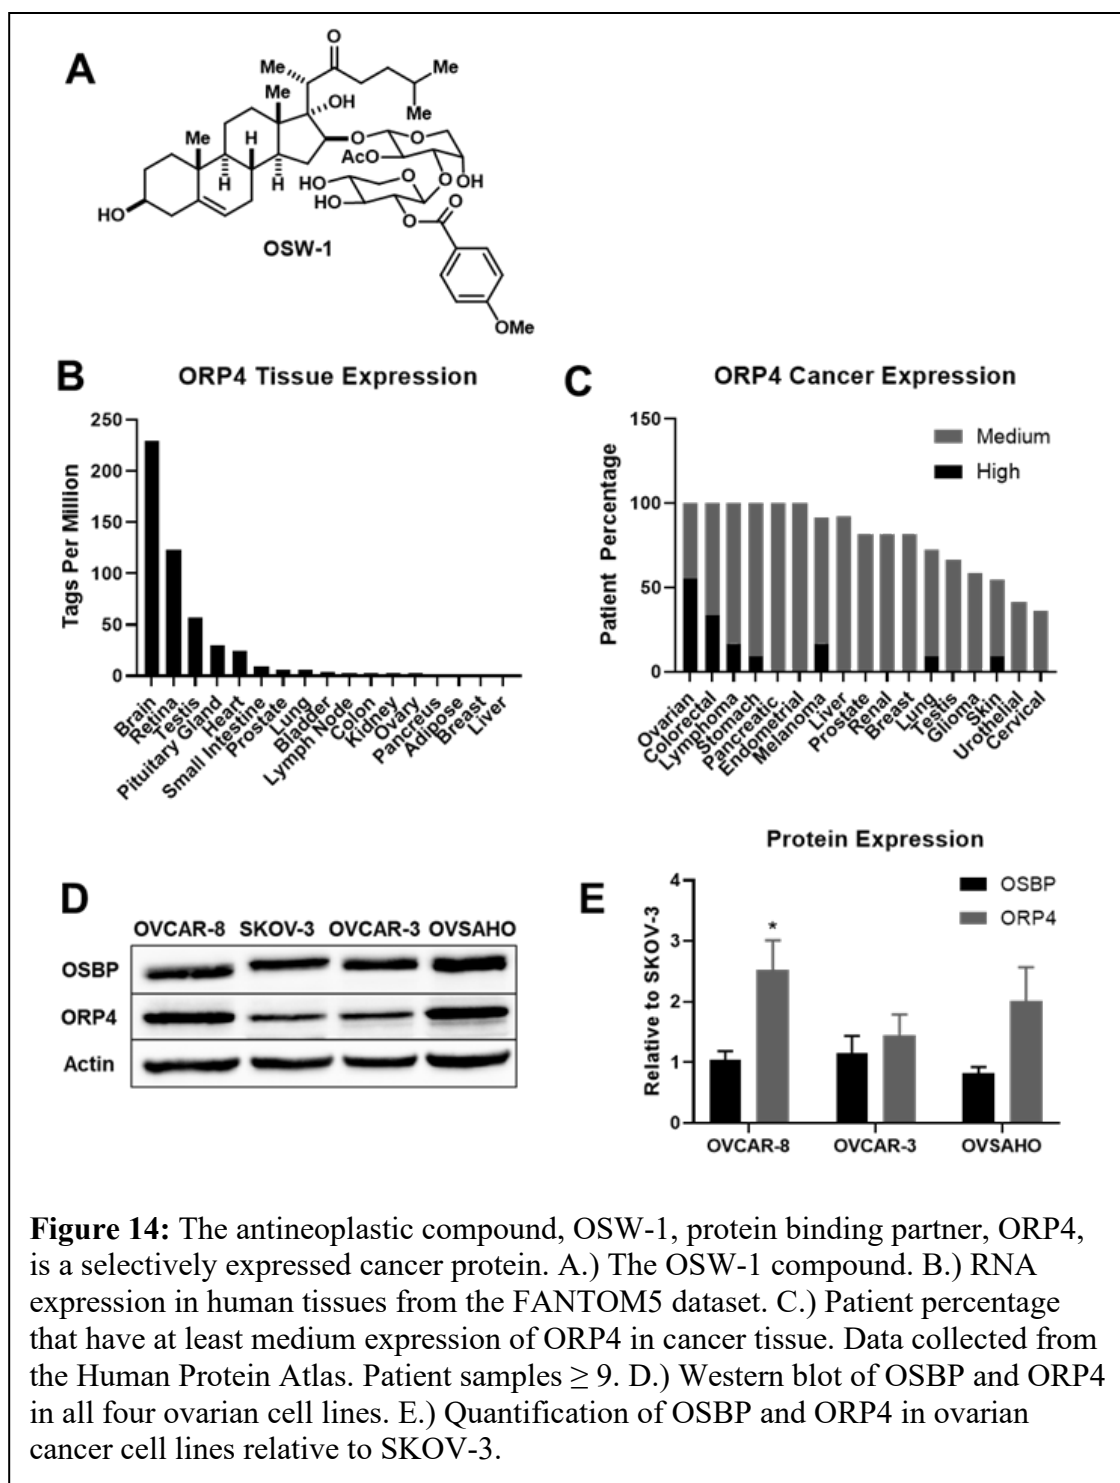 A
O
Me
Me
Me
OH
Me
Me
H
O
O
AcO
O
OH
H
H
HO
O
HO
HO
O
O
OSW-1
OMe
B
ORP4 Tissue Expression
Tags Per Million
250
200
150
100
50
0
Brain
Retina
Testis
Pituitary Gland
Heart
Small Intestine
Prostate
Lung
Bladder
Lymph Node
Colon
Kidney
Ovary
Pancreas
Adipose
Breast
Liver
C
ORP4 Cancer Expression
Patient Percentage
150
100
50
0
Medium
High
Ovarian
Colorectal
Lymphoma
Stomach
Pancreatic
Endometrial
Melanoma
Liver
Prostate
Renal
Breast
Lung
Testis
Glioma
Skin
Urothelial
Cervical
D
OVCAR-8 SKOV-3 OVCAR-3 OVSAHO
OSBP
ORP4
Actin
E
Protein Expression
Relative to SKOV-3
4
3
2
1
0
OSBP
ORP4
*
OVCAR-8
OVCAR-3
OVSAHO
Figure 14: The antineoplastic compound, OSW-1, protein binding partner, ORP4,
is a selectively expressed cancer protein. A.) The OSW-1 compound. B.) RNA
expression in human tissues from the FANTOM5 dataset. C.) Patient percentage
that have at least medium expression of ORP4 in cancer tissue. Data collected from
the Human Protein Atlas. Patient samples ≥ 9. D.) Western blot of OSBP and ORP4
in all four ovarian cell lines. E.) Quantification of OSBP and ORP4 in ovarian
cancer cell lines relative to SKOV-3.